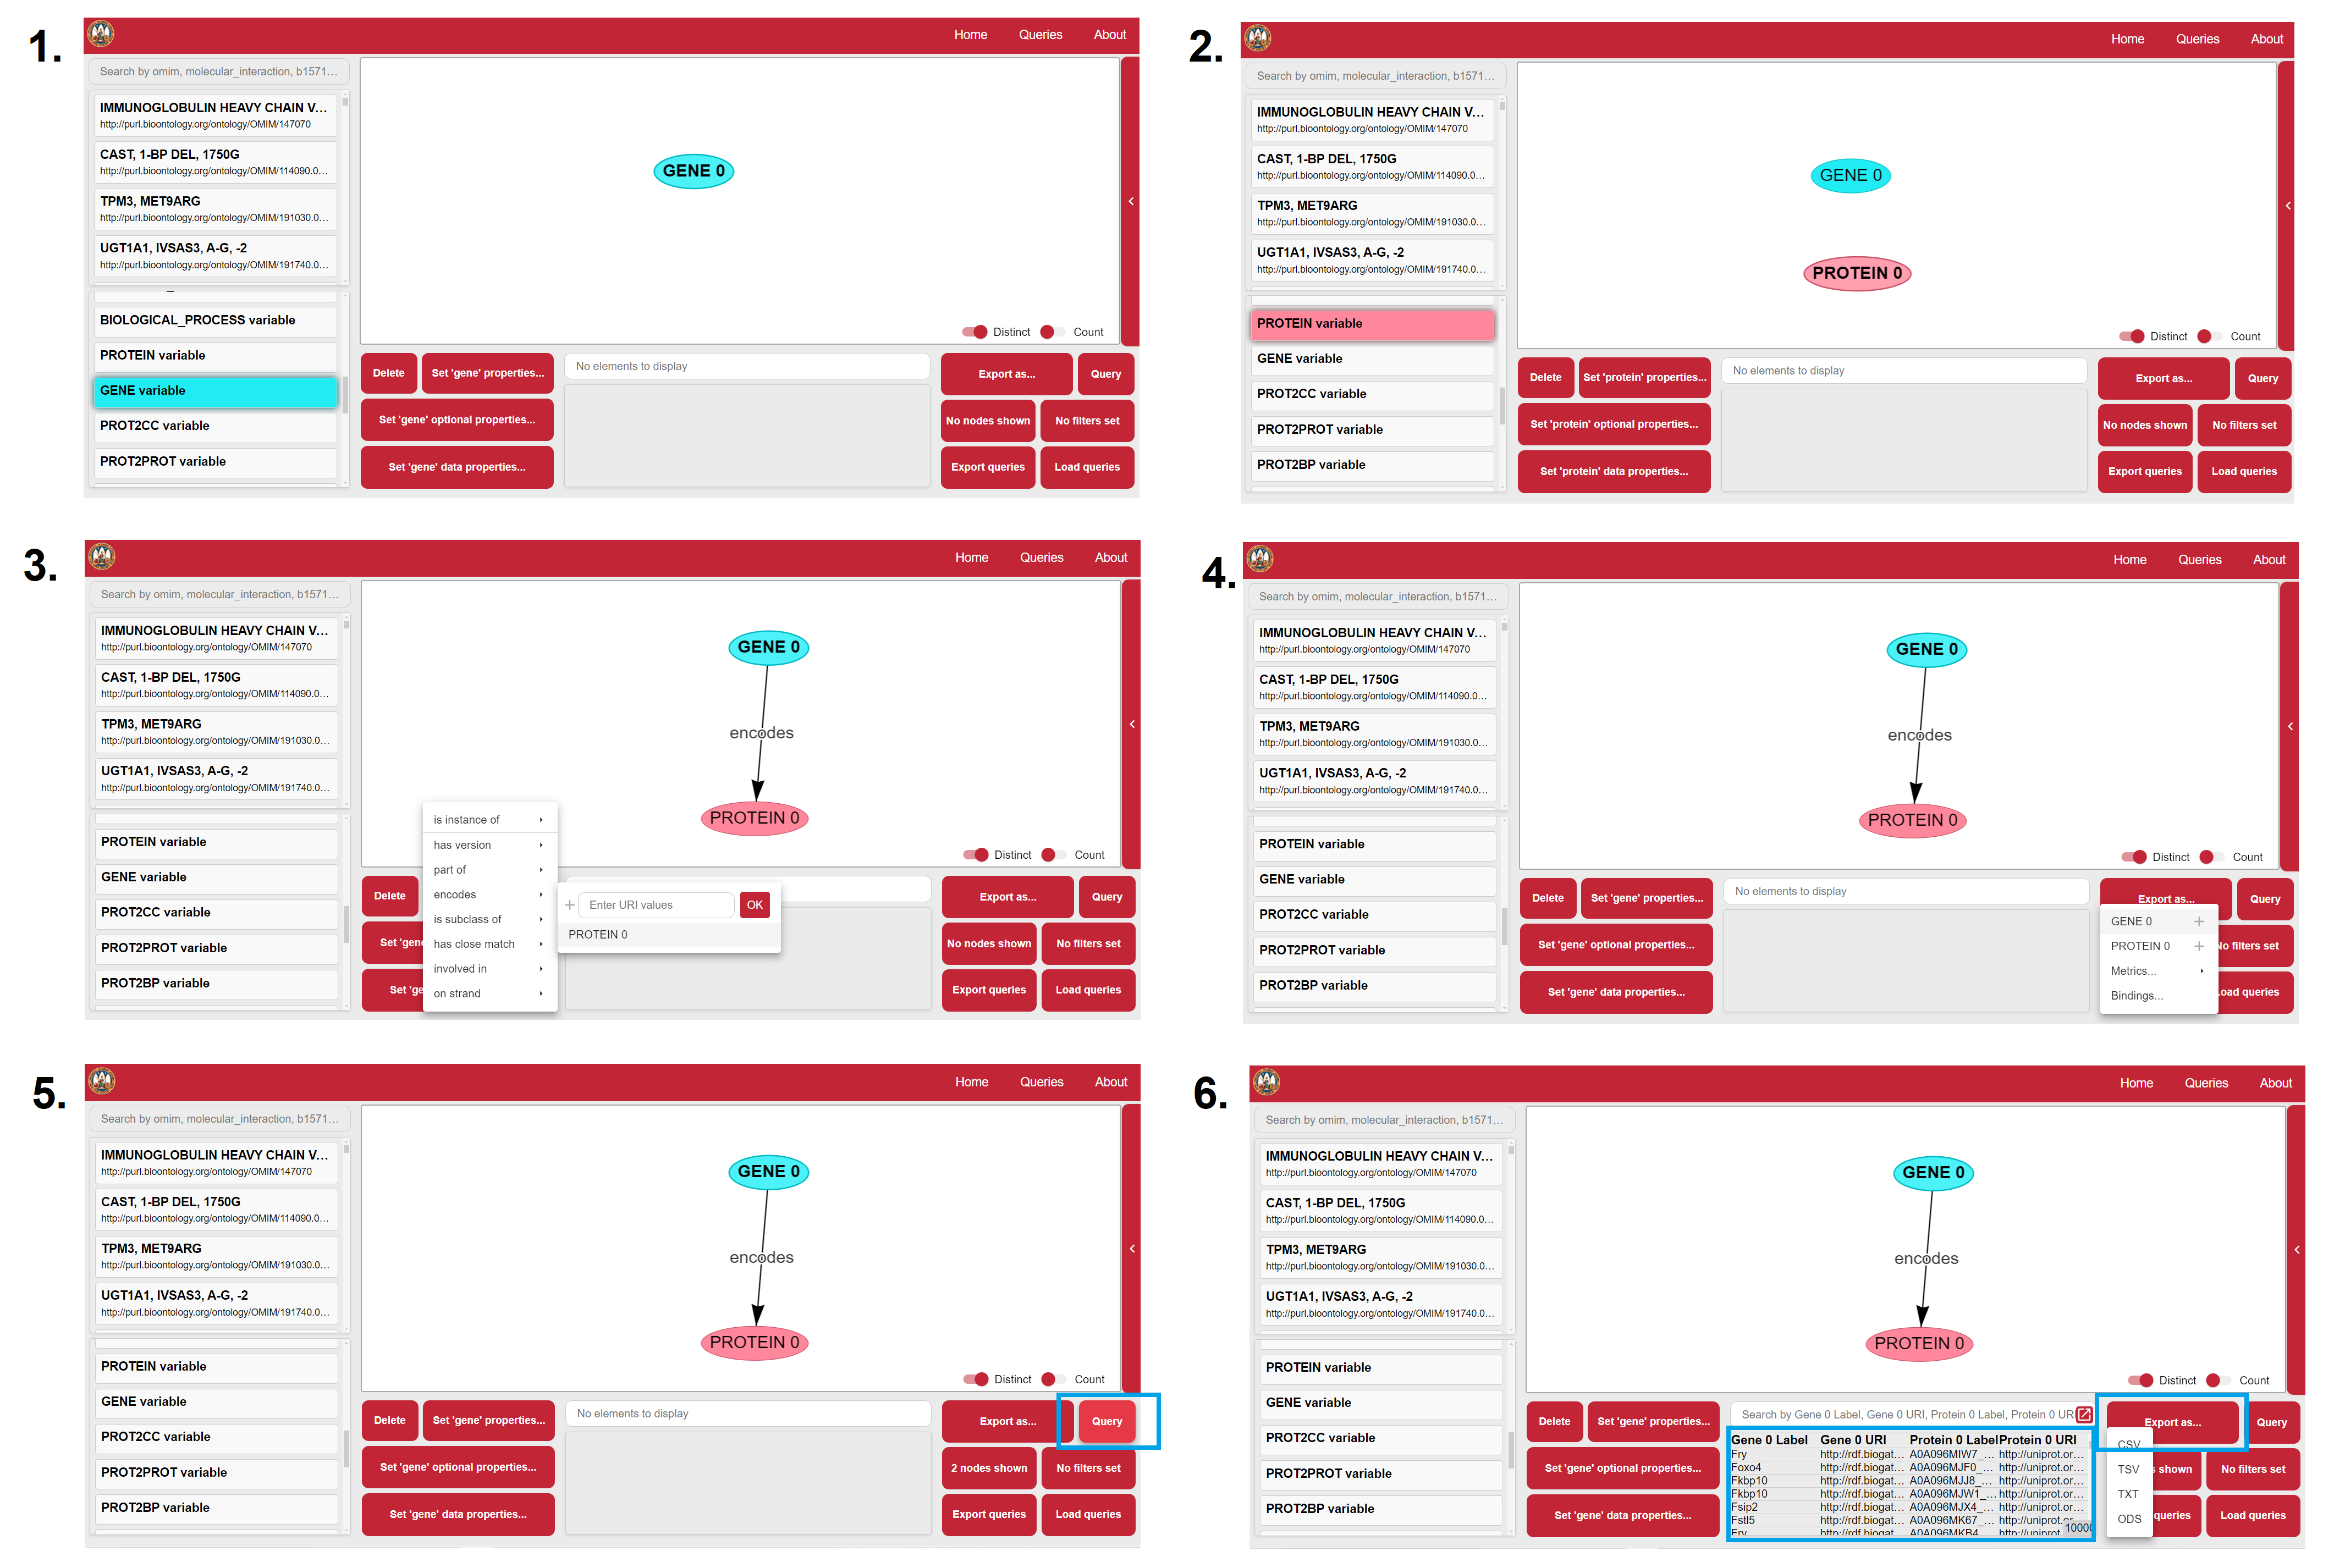 1.
Home Queries About
Search by omim, molecular_interaction, b1571...
IMMUNOGLOBULIN HEAVY CHAIN V...
http://purl.bioontology.org/ontology/OMIM/147070
CAST, 1-BP DEL, 1750G
http://purl.bioontology.org/ontology/OMIM/114090.0...
TPM3, MET9ARG
http://purl.bioontology.org/ontology/OMIM/191030.0...
UGT1A1, IVSAS3, A-G, -2
http://purl.bioontology.org/ontology/OMIM/191740.0...
BIOLOGICAL_PROCESS variable
PROTEIN variable
GENE variable
PROT2CC variable
PROT2PROT variable
GENE 0
Distinct Count
Delete
Set 'gene' properties...
Set 'gene' optional properties...
Set 'gene' data properties...
No elements to display
Export as...
Query
No nodes shown
No filters set
Export queries
Load queries
2.
Home Queries About
Search by omim, molecular_interaction, b1571...
IMMUNOGLOBULIN HEAVY CHAIN V...
http://purl.bioontology.org/ontology/OMIM/147070
CAST, 1-BP DEL, 1750G
http://purl.bioontology.org/ontology/OMIM/114090.0...
TPM3, MET9ARG
http://purl.bioontology.org/ontology/OMIM/191030.0...
UGT1A1, IVSAS3, A-G, -2
http://purl.bioontology.org/ontology/OMIM/191740.0...
PROTEIN variable
GENE variable
PROT2CC variable
PROT2PROT variable
PROT2BP variable
GENE 0
PROTEIN 0
Distinct Count
Delete
Set 'protein' properties...
Set 'protein' optional properties...
Set 'protein' data properties...
No elements to display
Export as...
Query
No nodes shown
No filters set
Export queries
Load queries
3.
Home Queries About
Search by omim, molecular_interaction, b1571...
IMMUNOGLOBULIN HEAVY CHAIN V...
http://purl.bioontology.org/ontology/OMIM/147070
CAST, 1-BP DEL, 1750G
http://purl.bioontology.org/ontology/OMIM/114090.0...
TPM3, MET9ARG
http://purl.bioontology.org/ontology/OMIM/191030.0...
UGT1A1, IVSAS3, A-G, -2
http://purl.bioontology.org/ontology/OMIM/191740.0...
PROTEIN variable
GENE variable
PROT2CC variable
PROT2PROT variable
PROT2BP variable
GENE 0
encodes
PROTEIN 0
Distinct Count
Delete
Set 'gen
Set 'ge
is instance of
has version
part of
encodes
is subclass of
has close match
involved in
on strand
+ Enter URI values OK
PROTEIN 0
Export as...
Query
No nodes shown
No filters set
Export queries
Load queries
4.
Home Queries About
Search by omim, molecular_interaction, b1571...
IMMUNOGLOBULIN HEAVY CHAIN V...
http://purl.bioontology.org/ontology/OMIM/147070
CAST, 1-BP DEL, 1750G
http://purl.bioontology.org/ontology/OMIM/114090.0...
TPM3, MET9ARG
http://purl.bioontology.org/ontology/OMIM/191030.0...
UGT1A1, IVSAS3, A-G, -2
http://purl.bioontology.org/ontology/OMIM/191740.0...
PROTEIN variable
GENE variable
PROT2CC variable
PROT2PROT variable
PROT2BP variable
GENE 0
encodes
PROTEIN 0
Distinct Count
Delete
Set 'gene' properties...
Set 'gene' optional properties...
Set 'gene' data properties...
No elements to display
Export as...
Query
GENE 0 +
PROTEIN 0 +
Metrics...
Bindings...
No filters set
oad queries
5.
Home Queries About
Search by omim, molecular_interaction, b1571...
IMMUNOGLOBULIN HEAVY CHAIN V...
http://purl.bioontology.org/ontology/OMIM/147070
CAST, 1-BP DEL, 1750G
http://purl.bioontology.org/ontology/OMIM/114090.0...
TPM3, MET9ARG
http://purl.bioontology.org/ontology/OMIM/191030.0...
UGT1A1, IVSAS3, A-G, -2
http://purl.bioontology.org/ontology/OMIM/191740.0...
PROTEIN variable
GENE variable
PROT2CC variable
PROT2PROT variable
PROT2BP variable
GENE 0
encodes
PROTEIN 0
Distinct Count
Delete
Set 'gene' properties...
Set 'gene' optional properties...
Set 'gene' data properties...
No elements to display
Export as...
Query
2 nodes shown
No filters set
Export queries
Load queries
6.
Home Queries About
Search by omim, molecular_interaction, b1571...
IMMUNOGLOBULIN HEAVY CHAIN V...
http://purl.bioontology.org/ontology/OMIM/147070
CAST, 1-BP DEL, 1750G
http://purl.bioontology.org/ontology/OMIM/114090.0...
TPM3, MET9ARG
http://purl.bioontology.org/ontology/OMIM/191030.0...
UGT1A1, IVSAS3, A-G, -2
http://purl.bioontology.org/ontology/OMIM/191740.0...
PROTEIN variable
GENE variable
PROT2CC variable
PROT2PROT variable
PROT2BP variable
GENE 0
encodes
PROTEIN 0
Distinct Count
Delete
Set 'gene' properties...
Set 'gene' optional properties...
Set 'gene' data properties...
Search by Gene 0 Label, Gene 0 URI, Protein 0 Label, Protein 0 UR
Gene 0 Label Gene 0 URI Protein 0 Label Protein 0 URI
Fry http://rdf.biogat... A0A096MIW7_... http://uniprot.or...
Foxo4 http://rdf.biogat... A0A096MJF0_... http://uniprot.or...
Fkbp10 http://rdf.biogat... A0A096MJJ8_... http://uniprot.or...
Fkbp10 http://rdf.biogat... A0A096MJW1_... http://uniprot.or...
Fsip2 http://rdf.biogat... A0A096MJX4_... http://uniprot.or...
Fstl5 http://rdf.biogat... A0A096MK67_... http://uniprot.or...
Fry http://rdf.biogat... A0A096MKB4 http://uniprot
10000
Export as...
Query
CSV
TSV
TXT
ODS
s shown
No filters set
queries
Load queries